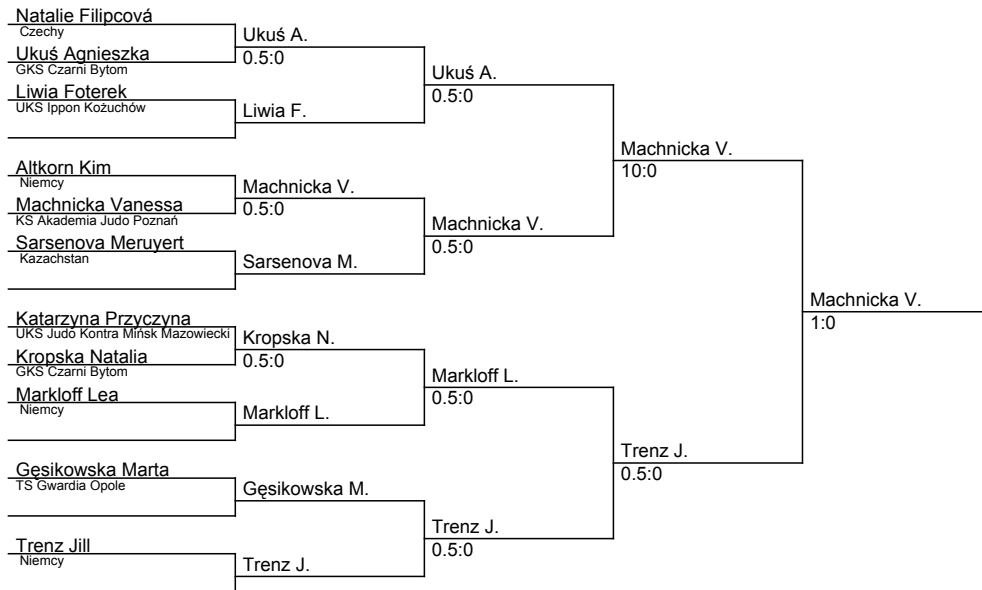 Natalie Filipcová
Czechy
Ukuś Agnieszka
GKS Czarni Bytom
Liwia Foterek
UKS Ippon Kożuchów
Altkorn Kim
Niemcy
Machnicka Vanessa
KS Akademia Judo Poznań
Sarsenova Meruyert
Kazachstan
Katarzyna Przyczyna
UKS Judo Kontra Mińsk Mazowiecki
Kropska Natalia
GKS Czarni Bytom
Markloff Lea
Niemcy
Gęsikowska Marta
TS Gwardia Opole
Trenz Jill
Niemcy
Ukuś A.
0.5:0
Liwia F.
Machnicka V.
0.5:0
Sarsenova M.
Kropska N.
0.5:0
Markloff L.
Gęsikowska M.
Trenz J.
Ukuś A.
0.5:0
Machnicka V.
0.5:0
Markloff L.
0.5:0
Trenz J.
0.5:0
Machnicka V.
10:0
Trenz J.
0.5:0
Machnicka V.
1:0